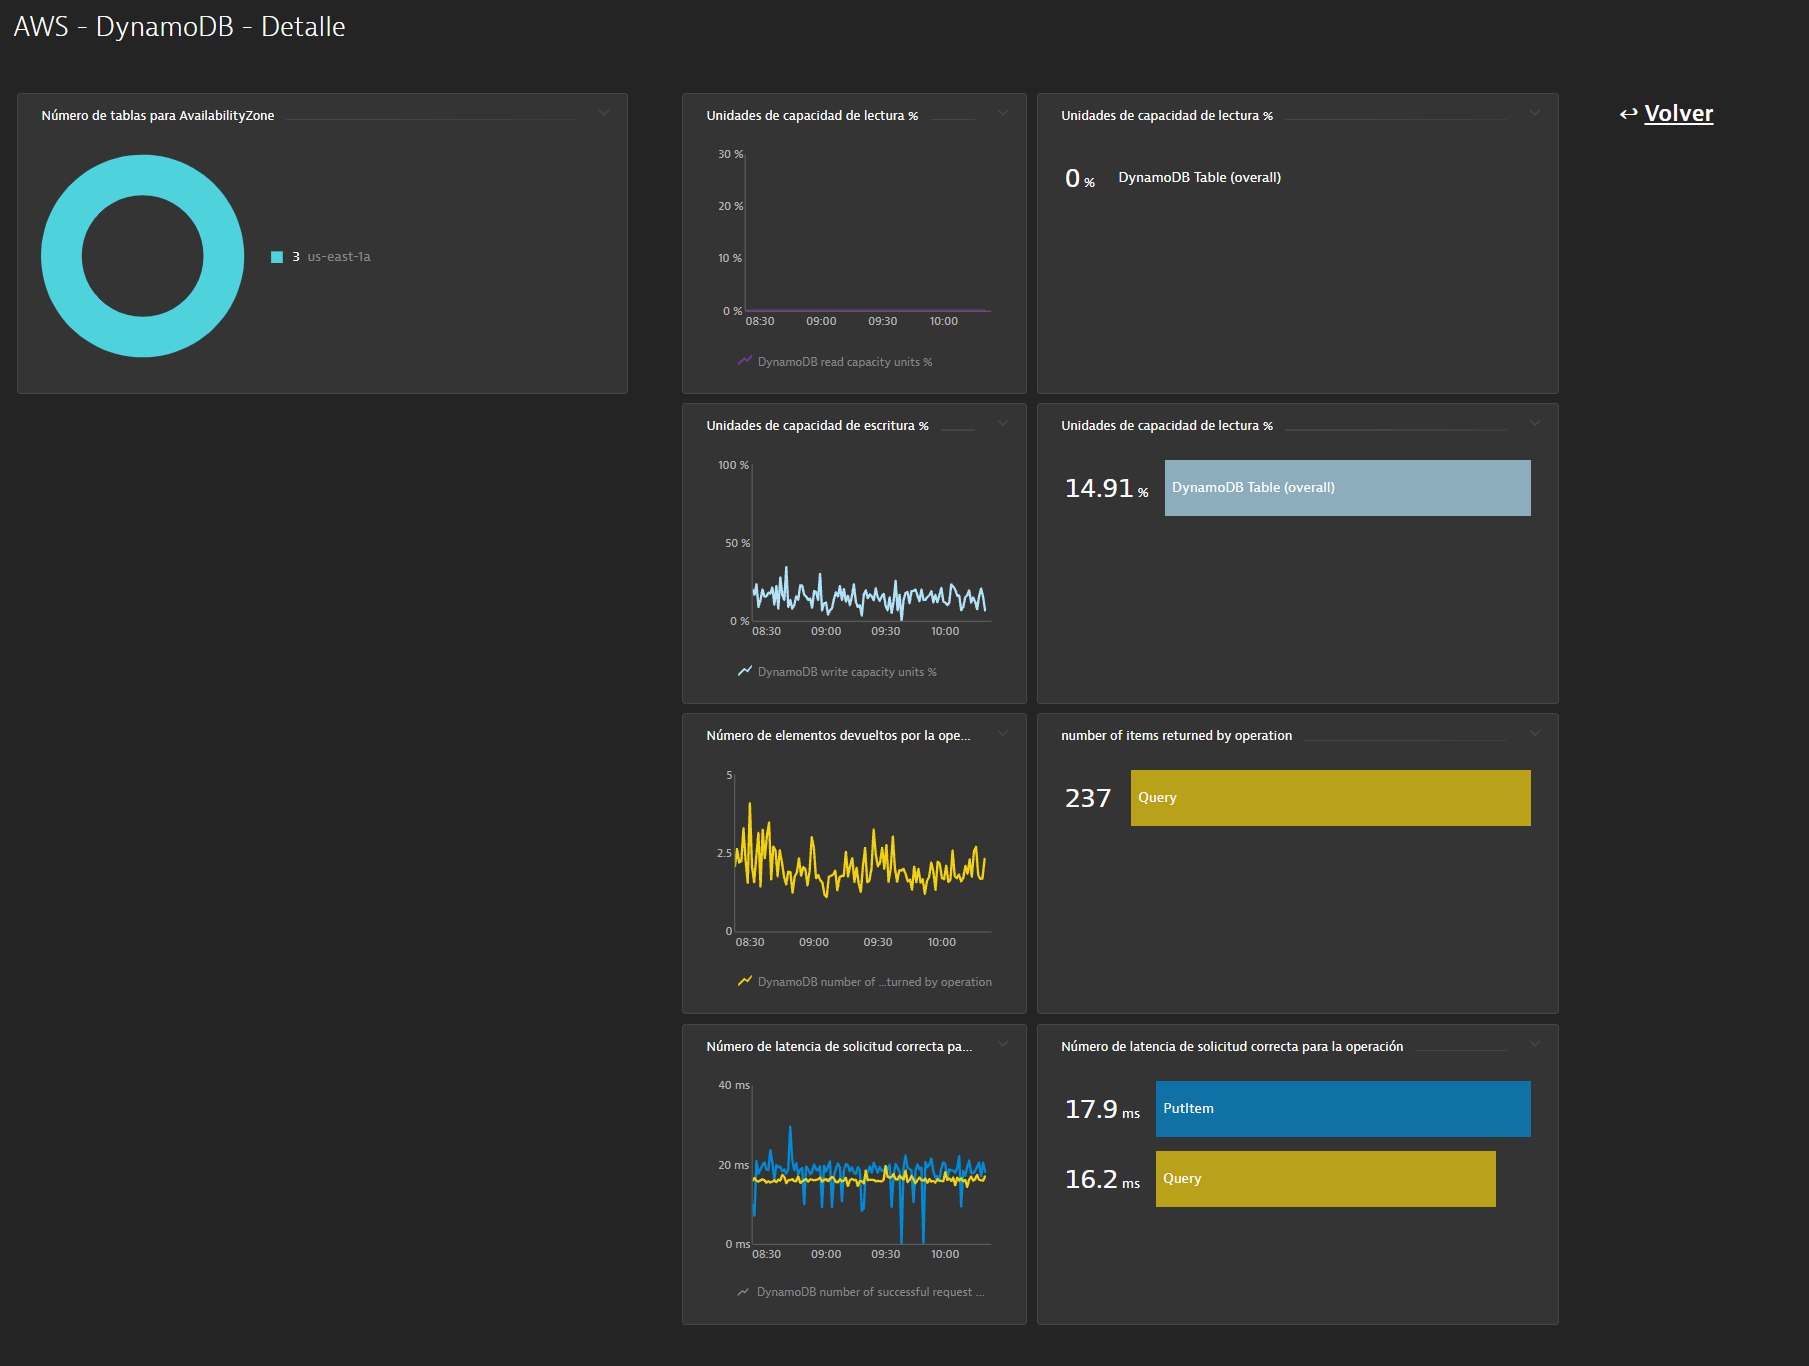 AWS - DynamoDB - Detalle
Número de tablas para AvailabilityZone
3 us-east-1a
Unidades de capacidad de lectura %
30 %
20 %
10 %
0 %
08:30 09:00 09:30 10:00
DynamoDB read capacity units %
Unidades de capacidad de lectura %
0 % DynamoDB Table (overall)
↩ Volver
Unidades de capacidad de escritura %
100 %
50 %
0 %
08:30 09:00 09:30 10:00
DynamoDB write capacity units %
Unidades de capacidad de lectura %
14.91 % DynamoDB Table (overall)
Número de elementos devueltos por la ope...
5
2.5
0
08:30 09:00 09:30 10:00
DynamoDB number of ...turned by operation
number of items returned by operation
237 Query
Número de latencia de solicitud correcta pa...
40 ms
20 ms
0 ms
08:30 09:00 09:30 10:00
DynamoDB number of successful request ...
Número de latencia de solicitud correcta para la operación
17.9 ms PutItem
16.2 ms Query